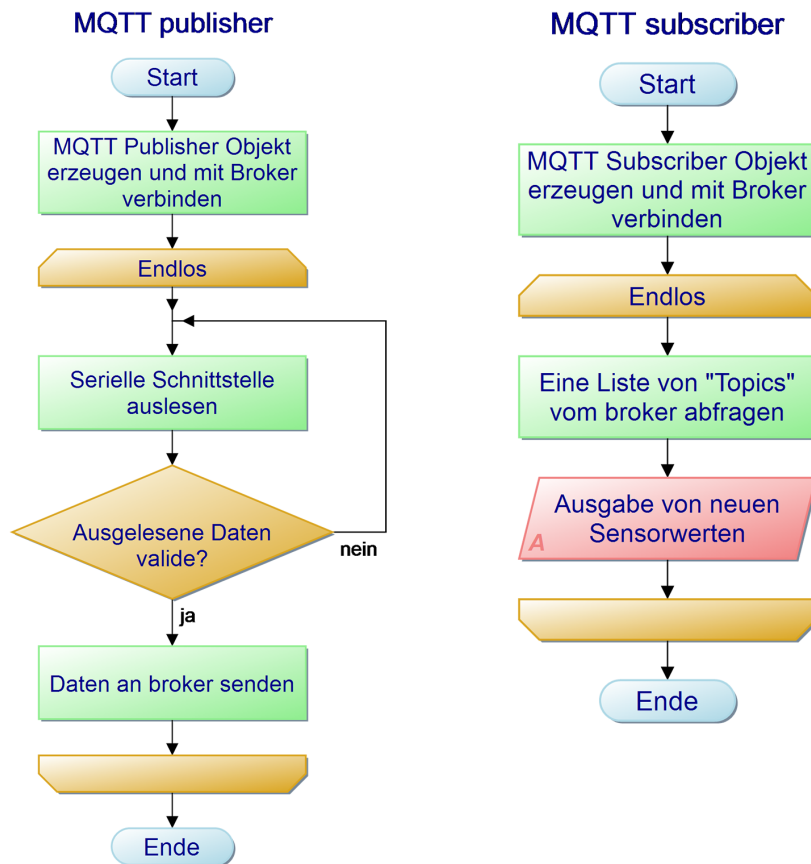 MQTT publisher
Start
MQTT Publisher Objekt
erzeugen und mit Broker
verbinden
Endlos
Serielle Schnittstelle
auslesen
Ausgelesene Daten
valide?
nein
ja
Daten an broker senden
Ende
MQTT subscriber
Start
MQTT Subscriber Objekt
erzeugen und mit Broker
verbinden
Endlos
Eine Liste von "Topics"
vom broker abfragen
Ausgabe von neuen
Sensorwerten
A
Ende